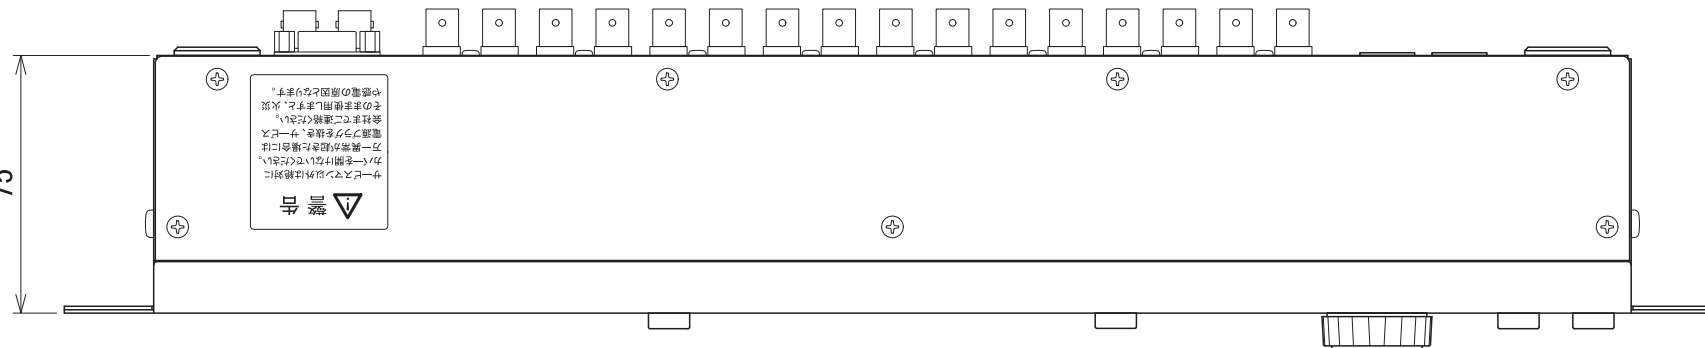 75
警告
サービスマン以外は絶対に
カバーを開けないでください。
万一異常が起きた場合には
電源プラグを抜き、サービス
会社までご連絡ください。
そのまま使用しますと、火災
や感電の原因となります。